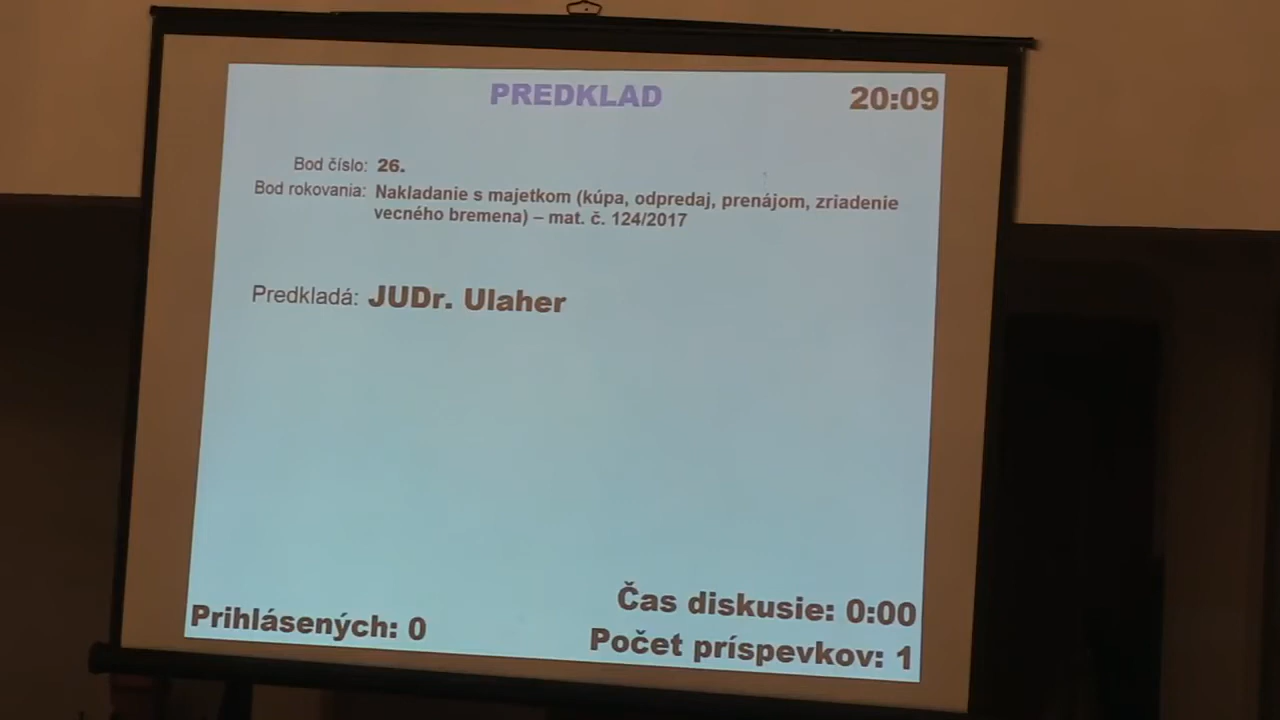 PREDKLAD
20:09
Bod číslo: 26.
Bod rokovania: Nakladanie s majetkom (kúpa, odpredaj, prenájom, zriadenie
vecného bremena) – mat. č. 124/2017
Predkladá: JUDr. Ulaher
Čas diskusie: 0:00
Prihlásených: 0
Počet príspevkov: 1